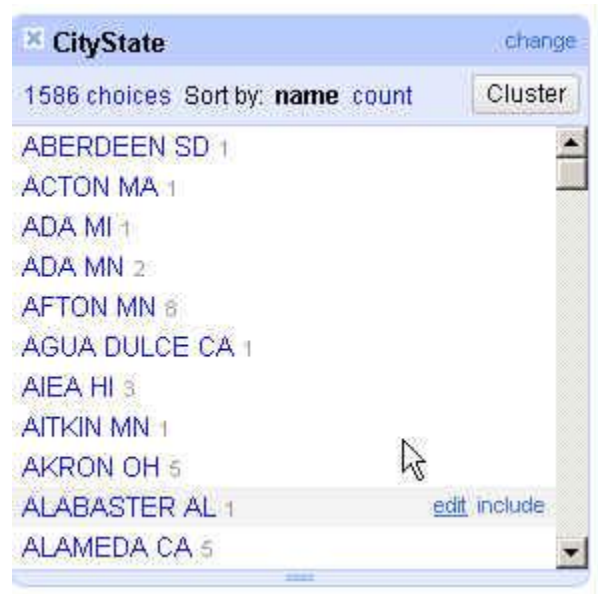 CityState change
1586 choices Sort by: name count Cluster
ABERDEEN SD 1
ACTON MA 1
ADA MI 1
ADA MN 2
AFTON MN 8
AGUA DULCE CA 1
AIEA HI 3
AITKIN MN 1
AKRON OH 5
ALABASTER AL 1 edit include
ALAMEDA CA 5